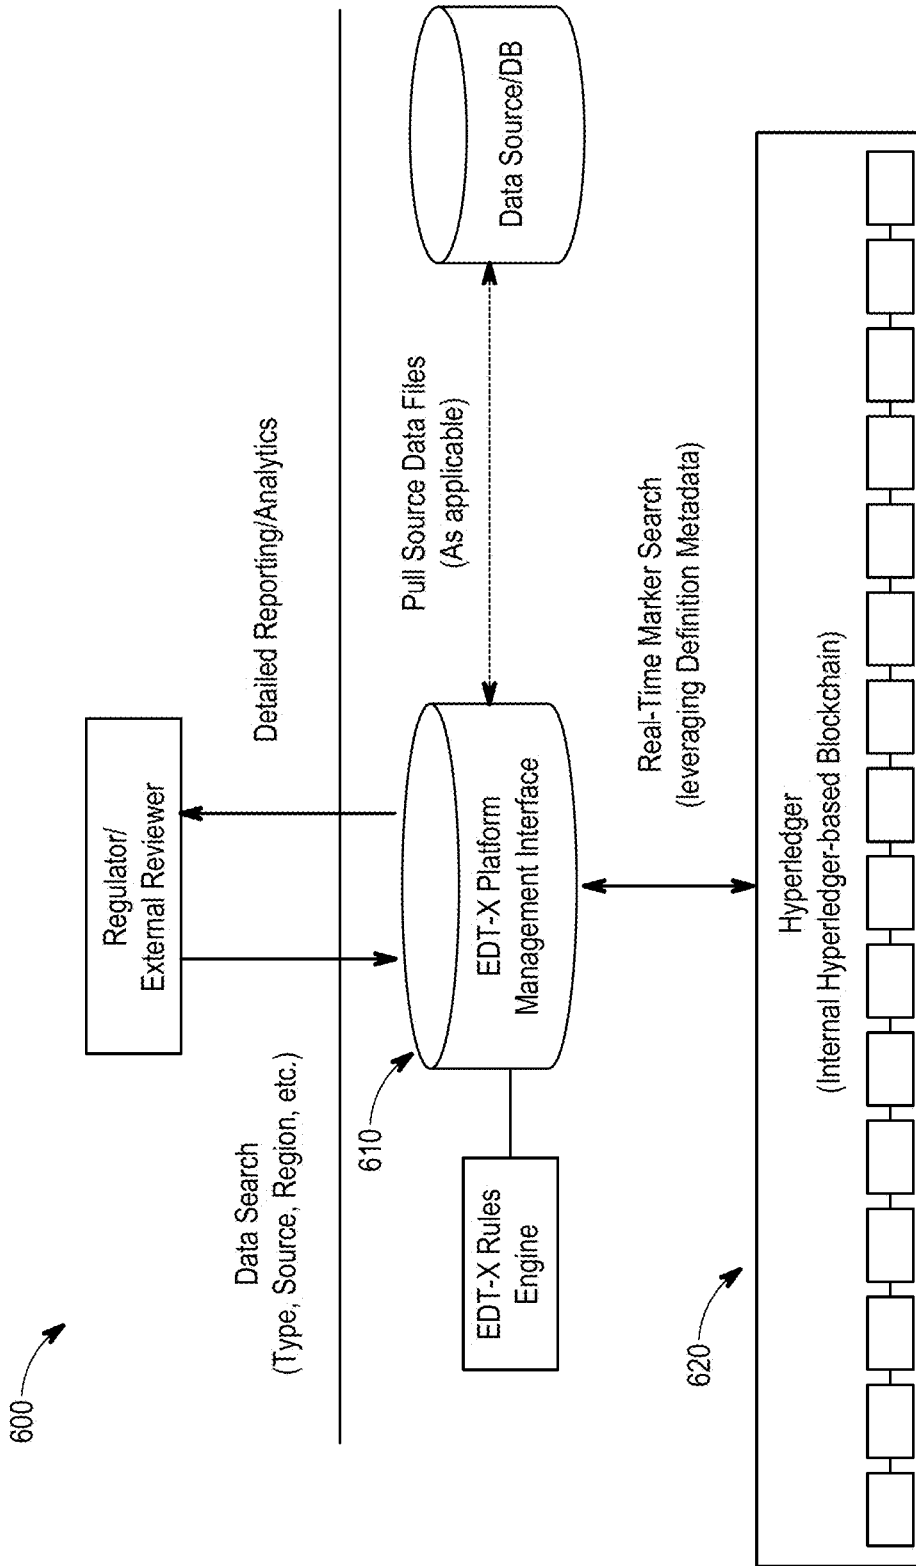 600
Regulator/
External Reviewer
Data Search
(Type, Source, Region, etc.)
Detailed Reporting/Analytics
610
EDT-X Rules
Engine
EDT-X Platform
Management Interface
Pull Source Data Files
(As applicable)
Data Source/DB
620
Real-Time Marker Search
(leveraging Definition Metadata)
Hyperledger
(Internal Hyperledger-based Blockchain)